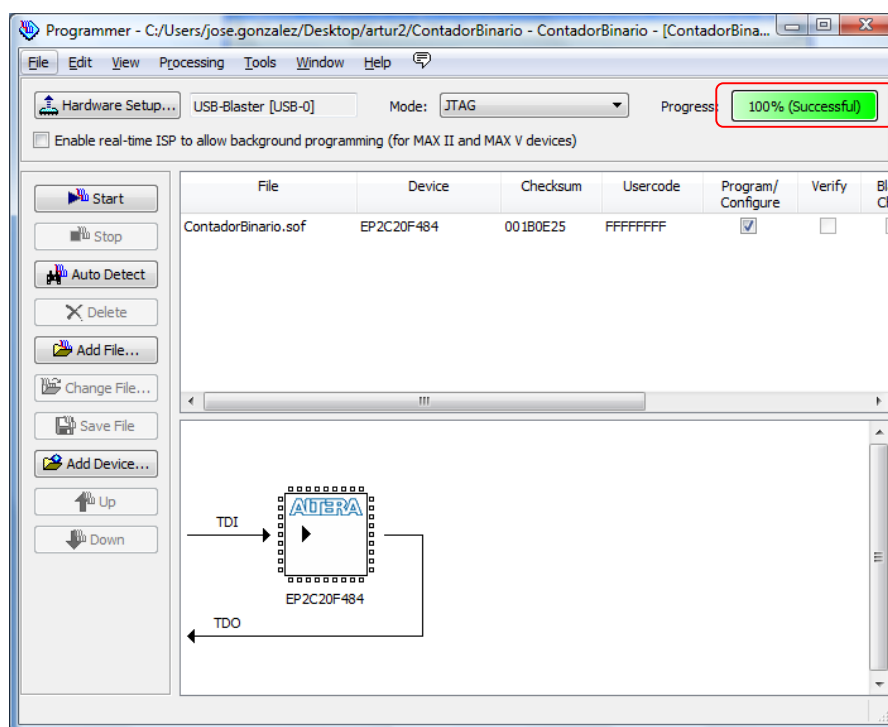 Programmer - C:/Users/jose.gonzalez/Desktop/artur2/ContadorBinario - ContadorBinario - [ContadorBina...
File Edit View Processing Tools Window Help
Hardware Setup... USB-Blaster [USB-0] Mode: JTAG Progress: 100% (Successful)
Enable real-time ISP to allow background programming (for MAX II and MAX V devices)
Start
Stop
Auto Detect
Delete
Add File...
Change File...
Save File
Add Device...
Up
Down
File Device Checksum Usercode Program/ Verify Bl
Configure
ContadorBinario.sof EP2C20F484 001B0E25 FFFFFFFF
ALTERA
TDI
EP2C20F484
TDO